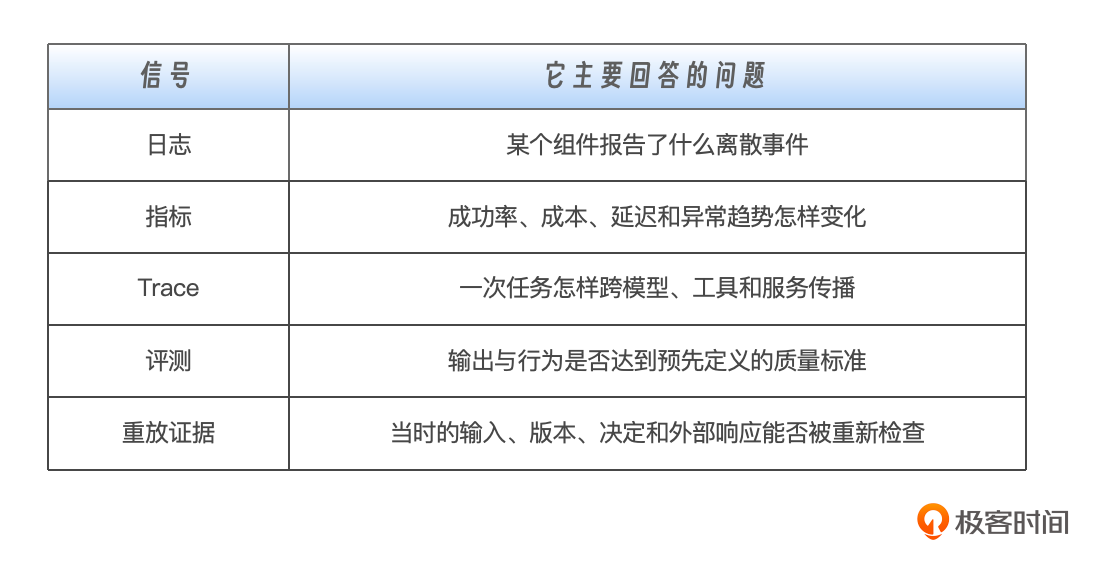 信号 它主要回答的问题
日志 某个组件报告了什么离散事件
指标 成功率、成本、延迟和异常趋势怎样变化
Trace 一次任务怎样跨模型、工具和服务传播
评测 输出与行为是否达到预先定义的质量标准
重放证据 当时的输入、版本、决定和外部响应能否被重新检查
极客时间